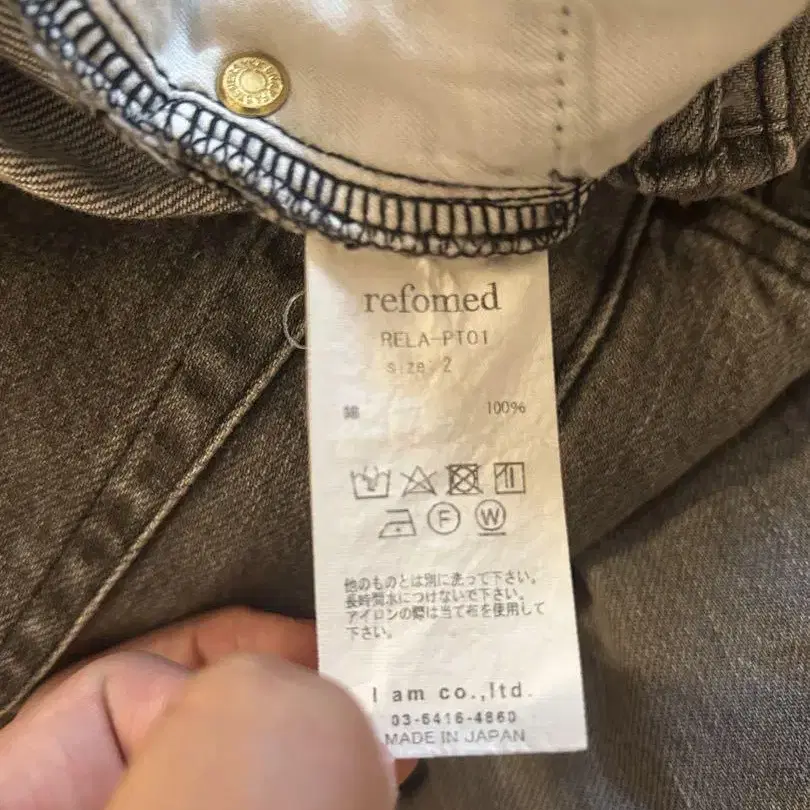 refomed
RELA-PT01
size: 2
綿 100%
F W
他のものとは別に洗って下さい。
長時間水につけないで下さい。
アイロンの際は当て布を使用して
下さい。
I am co.,ltd.
03-6416-4860
MADE IN JAPAN